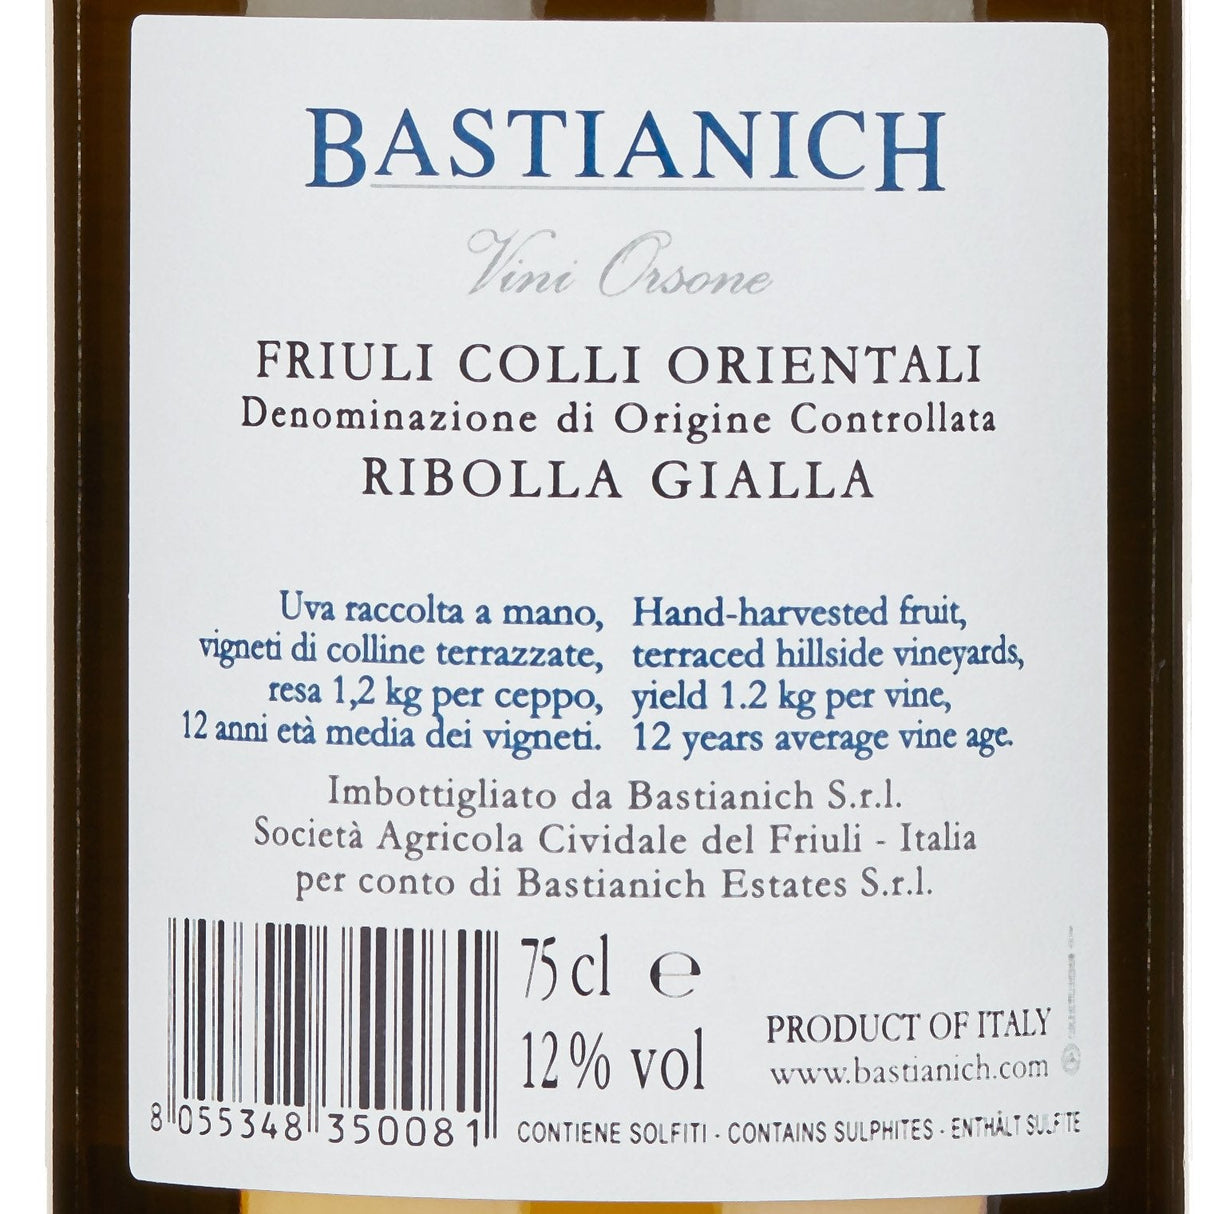 BASTIANICH
Vini Orsone
FRIULI COLLI ORIENTALI
Denominazione di Origine Controllata
RIBOLLA GIALLA
Uva raccolta a mano,
vigneti di colline terrazzate,
resa 1,2 kg per ceppo,
12 anni età media dei vigneti.
Hand-harvested fruit,
terraced hillside vineyards,
yield 1.2 kg per vine,
12 years average vine age.
Imbottigliato da Bastianich S.r.l.
Società Agricola Cividale del Friuli - Italia
per conto di Bastianich Estates S.r.l.
75 cl e
12% vol
PRODUCT OF ITALY
www.bastianich.com
8 055348 350081
CONTIENE SOLFITI · CONTAINS SULPHITES · ENTHÄLT SULFITE